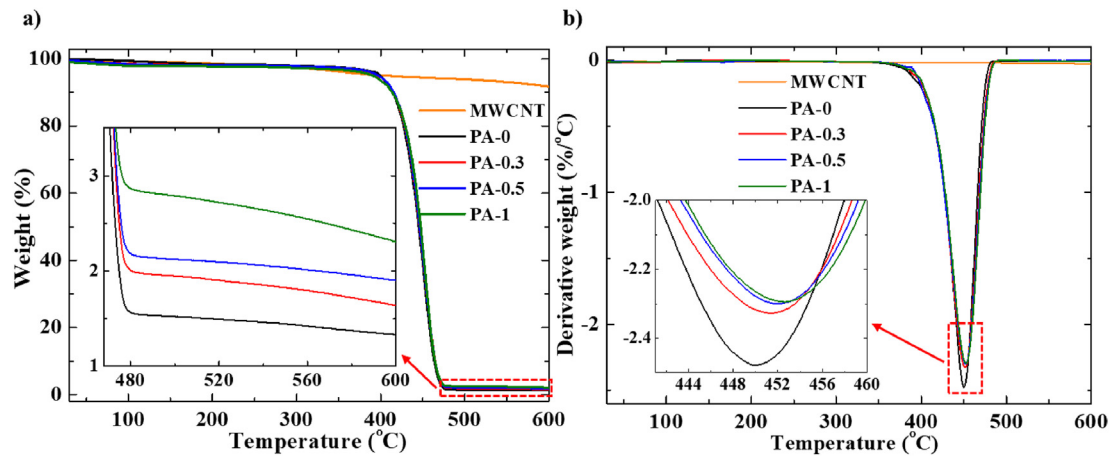 a)
100
80
60
40
20
0
Weight (%)
100
200
300
400
500
600
Temperature (°C)
MWCNT
PA-0
PA-0.3
PA-0.5
PA-1
3
2
1
480
520
560
600
b)
0
-1
-2
Derivative weight (%/°C)
100
200
300
400
500
600
Temperature (°C)
MWCNT
PA-0
PA-0.3
PA-0.5
PA-1
-2.0
-2.2
-2.4
444
448
452
456
460